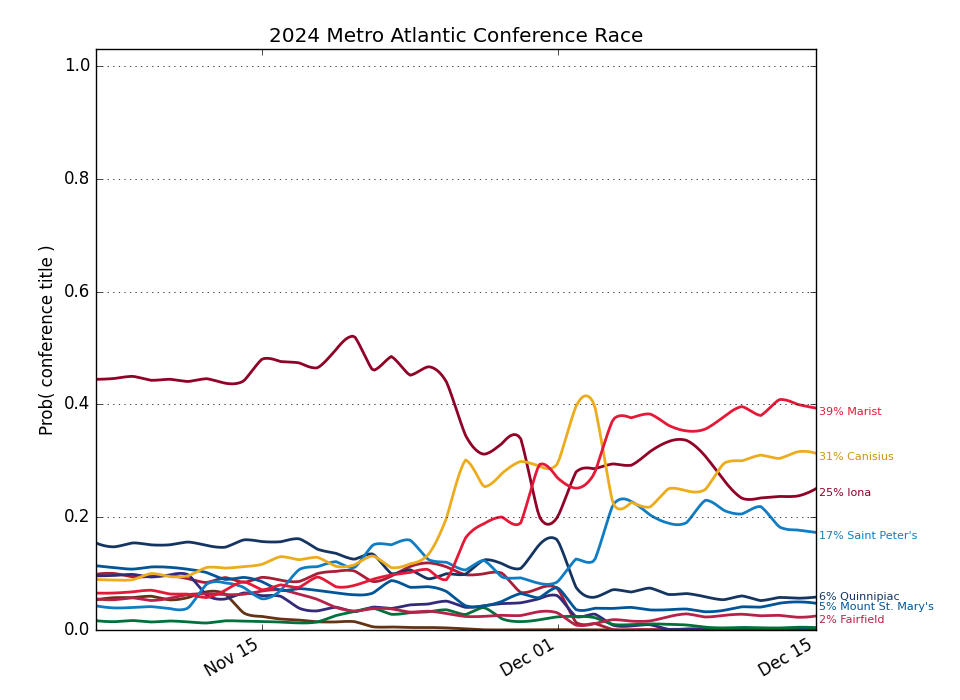 2024 Metro Atlantic Conference Race
Prob( conference title )
1.0
0.8
0.6
0.4
0.2
0.0
39% Marist
31% Canisius
25% Iona
17% Saint Peter's
6% Quinnipiac
5% Mount St. Mary's
2% Fairfield
Nov 15
Dec 01
Dec 15